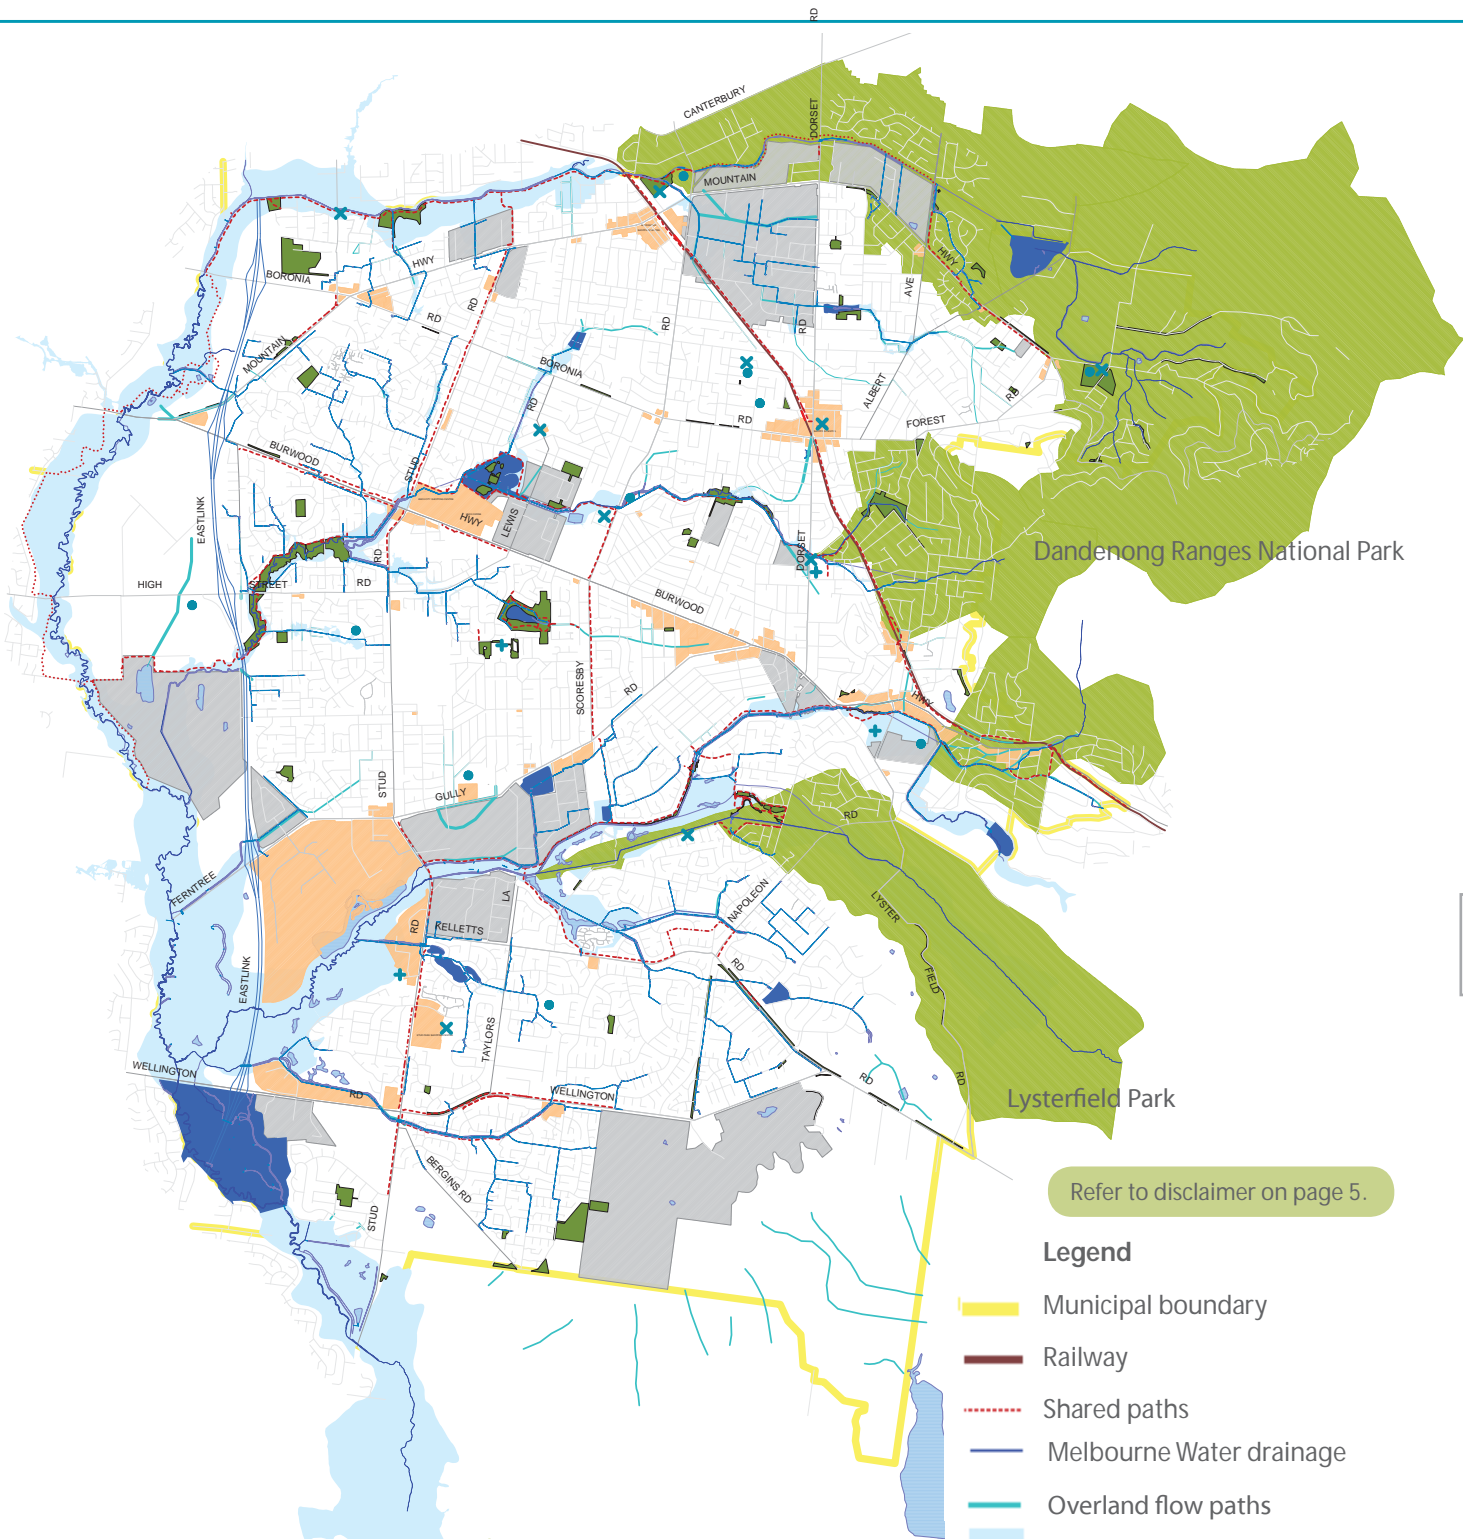 RD
CANTERBURY
DORSET
MOUNTAIN
HWY
BORONIA
HWY
RD
AVE
RD
RD
RD
MOUNTAIN
BORONIA
ALBERT
RD
RD
RD
FOREST
BURWOOD
STUD
HWY
LEWIS
EASTLINK
DORSET
Dandenong Ranges National Park
HIGH
STREET
RD
RD
BURWOOD
SCORESBY
RD
HWY
STUD
GULLY
RD
FERNTREE
LA
NAPOLEON
LYSTER
RD
KELLETTS
RD
FIELD
EASTLINK
TAYLORS
WELLINGTON
RD
WELLINGTON
RD
RD
Lysterfield Park
BERGINS RD
STUD
Refer to disclaimer on page 5.
Legend
Municipal boundary
Railway
Shared paths
Melbourne Water drainage
Overland flow paths